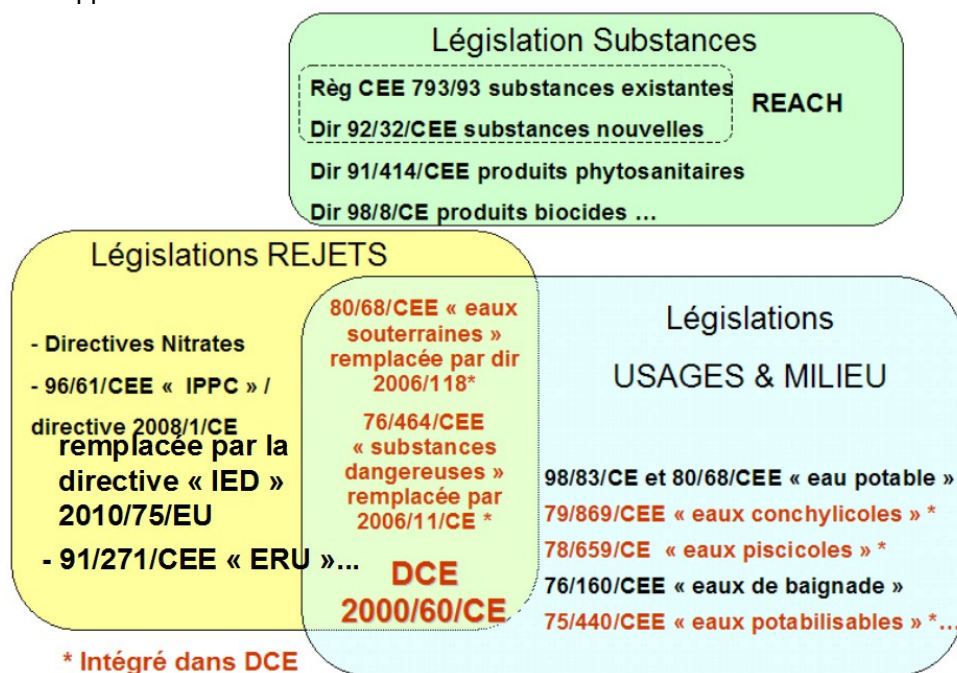 Législation Substances
Règ CEE 793/93 substances existantes
Dir 92/32/CEE substances nouvelles
REACH
Dir 91/414/CEE produits phytosanitaires
Dir 98/8/CE produits biocides …
Législations REJETS
- Directives Nitrates
- 96/61/CEE « IPPC » /
directive 2008/1/CE
remplacée par la
directive « IED »
2010/75/EU
- 91/271/CEE « ERU »...
80/68/CEE « eaux
souterraines »
remplacée par dir
2006/118*
76/464/CEE
« substances
dangereuses »
remplacée par
2006/11/CE *
DCE
2000/60/CE
Législations
USAGES & MILIEU
98/83/CE et 80/68/CEE « eau potable »
79/869/CEE « eaux conchylicoles » *
78/659/CE « eaux piscicoles » *
76/160/CEE « eaux de baignade »
75/440/CEE « eaux potabilisables » *…
* Intégré dans DCE